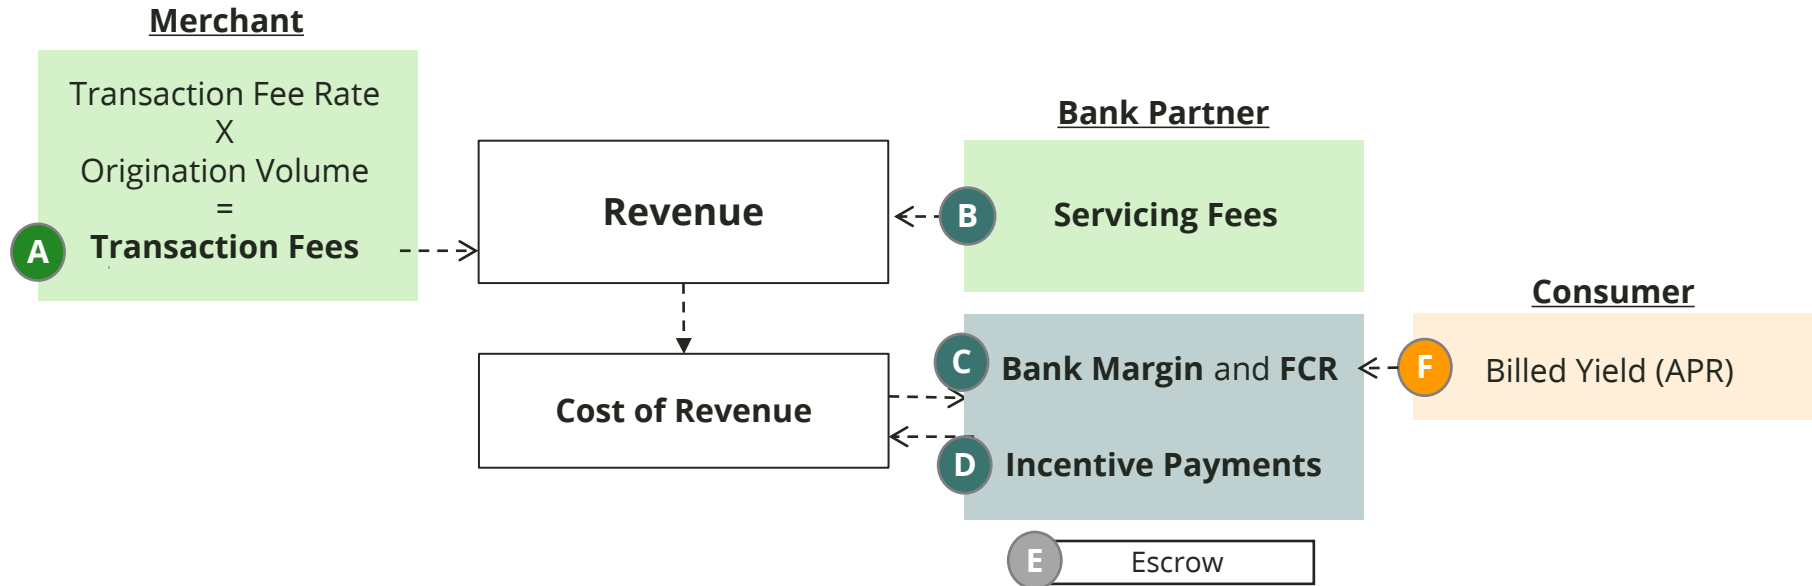 Merchant
Transaction Fee Rate
X
Origination Volume
=
A Transaction Fees
Revenue
Bank Partner
B Servicing Fees
Cost of Revenue
C Bank Margin and FCR
D Incentive Payments
Consumer
F Billed Yield (APR)
E Escrow